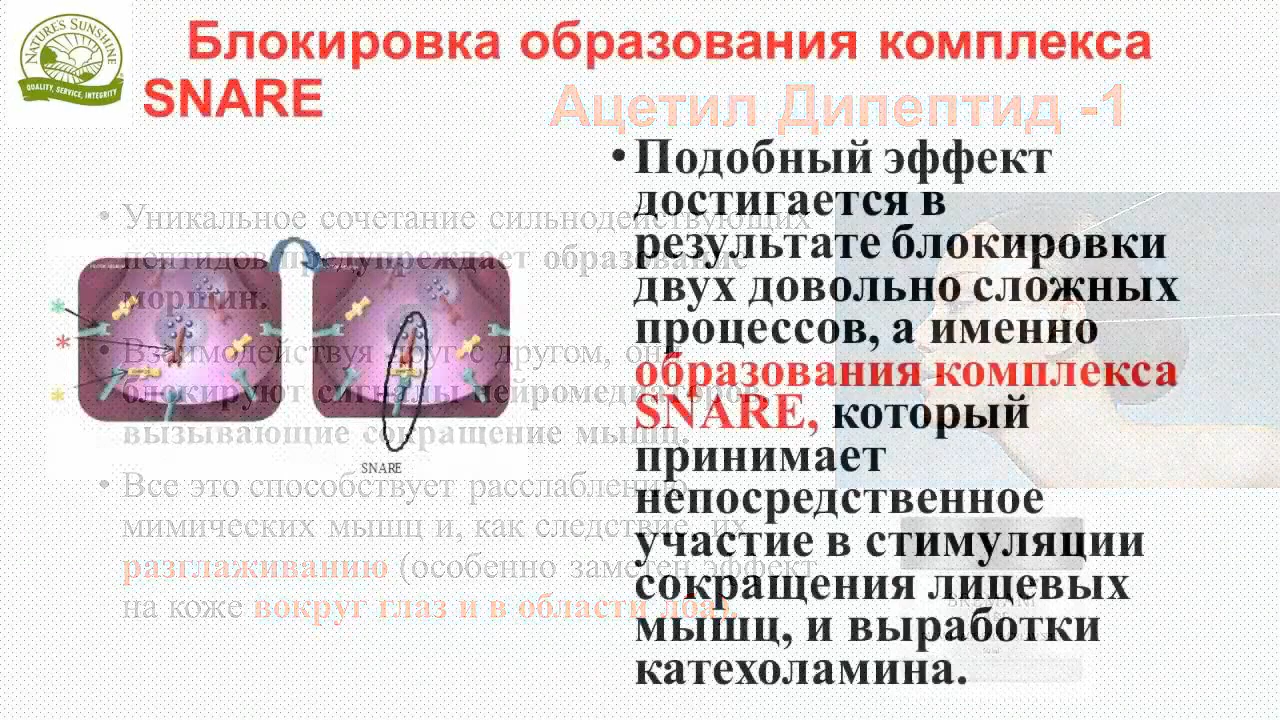 NATURE'S SUNSHINE
QUALITY, SERVICE, INTEGRITY
Блокировка образования комплекса
SNARE
Ацетил Дипептид -1
• Подобный эффект
достигается в
результате блокировки
двух довольно сложных
процессов, а именно
образования комплекса
SNARE, который
принимает
непосредственное
участие в стимуляции
сокращения лицевых
мышц, и выработки
катехоламина.
• Уникальное сочетание сильнодействующих
пептидов предупреждает образование
морщин.
• Взаимодействуя друг с другом, они
блокируют сигналы нейромедиаторов,
вызывающие сокращение мышц.
• Все это способствует расслаблению
мимических мышц и, как следствие, их
разглаживанию (особенно заметен эффект
на коже вокруг глаз и в области лба).
SNARE